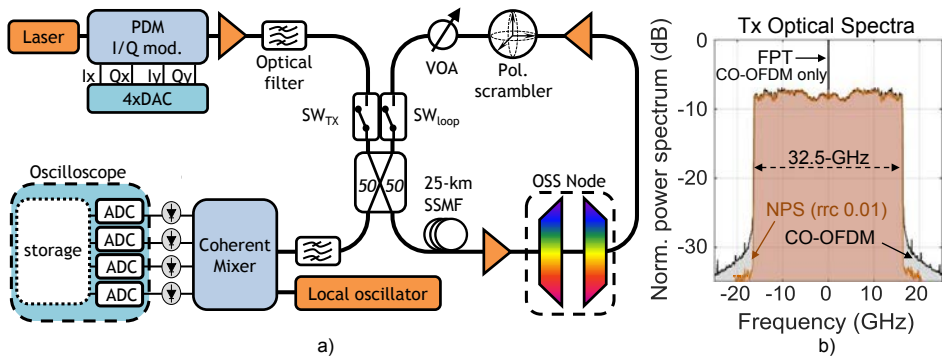 Laser
PDM
I/Q mod.
Ix Qx Iy Qy
4xDAC
Optical
filter
VOA
Pol.
scrambler
SWTX
SWloop
50 50
25-km
SSMF
OSS Node
Oscilloscope
storage
ADC
ADC
ADC
ADC
Coherent
Mixer
Local oscillator
a)
Tx Optical Spectra
Norm. power spectrum (dB)
0
-10
-20
-30
FPT
CO-OFDM only
32.5-GHz
NPS (rrc 0.01)
CO-OFDM
-20 -10 0 10 20
Frequency (GHz)
b)